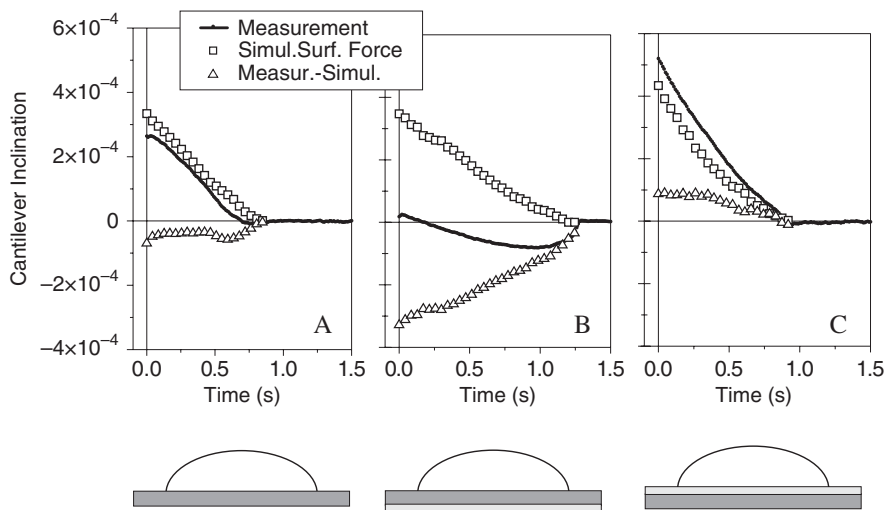 Measurement
Simul.Surf. Force
Measur.-Simul.
Cantilever Inclination
6×10⁻⁴
4×10⁻⁴
2×10⁻⁴
0
−2×10⁻⁴
−4×10⁻⁴
A
B
C
0.0 0.5 1.0 1.5
0.0 0.5 1.0 1.5
0.0 0.5 1.0 1.5
Time (s)
Time (s)
Time (s)